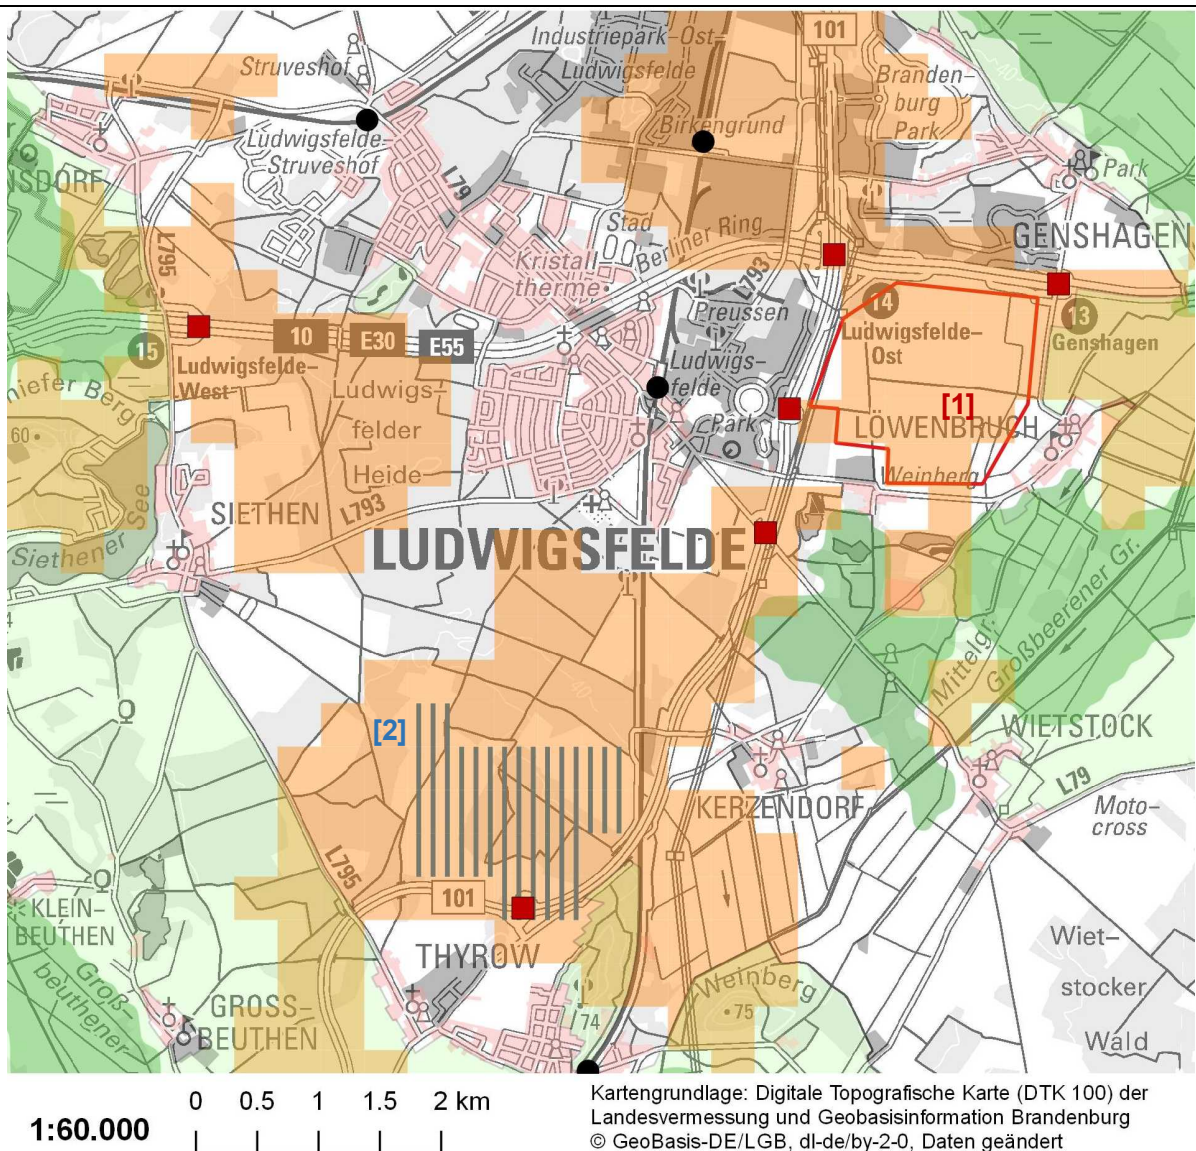 Industriepark-Ost-
Ludwigsfelde
101
Struveshof
Branden-
burg
Park
Birkengrund
Ludwigsfelde-
Struveshof
L79
Park
NSDORF
Stad
Berliner Ring
GENSHAGEN
L795
Kristall
therme
L793
Preussen
14
13
10
E30
E55
Ludwigsfelde-
Ost
Genshagen
15
Ludwigsfelde-
West
Ludwigs-
felde
Ludwigs-
felder
Heide
hiefer Berg
60
[1]
LÖWENBRUCH
Park
Weinberg
Siethener See
SIETHEN
L793
LUDWIGSFELDE
Mittelgr.
Großbeerener Gr.
40
[2]
WIETSTOCK
L79
KERZENDORF
Moto-
cross
L795
101
KLEIN-
BEUTHEN
THYROW
Wiet-
stocker
Wald
Weinberg
75
Groß-
beuthener
GROSS-
BEUTHEN
74
1:60.000
0 0.5 1 1.5 2 km
Kartengrundlage: Digitale Topografische Karte (DTK 100) der
Landesvermessung und Geobasisinformation Brandenburg
© GeoBasis-DE/LGB, dl-de/by-2-0, Daten geändert